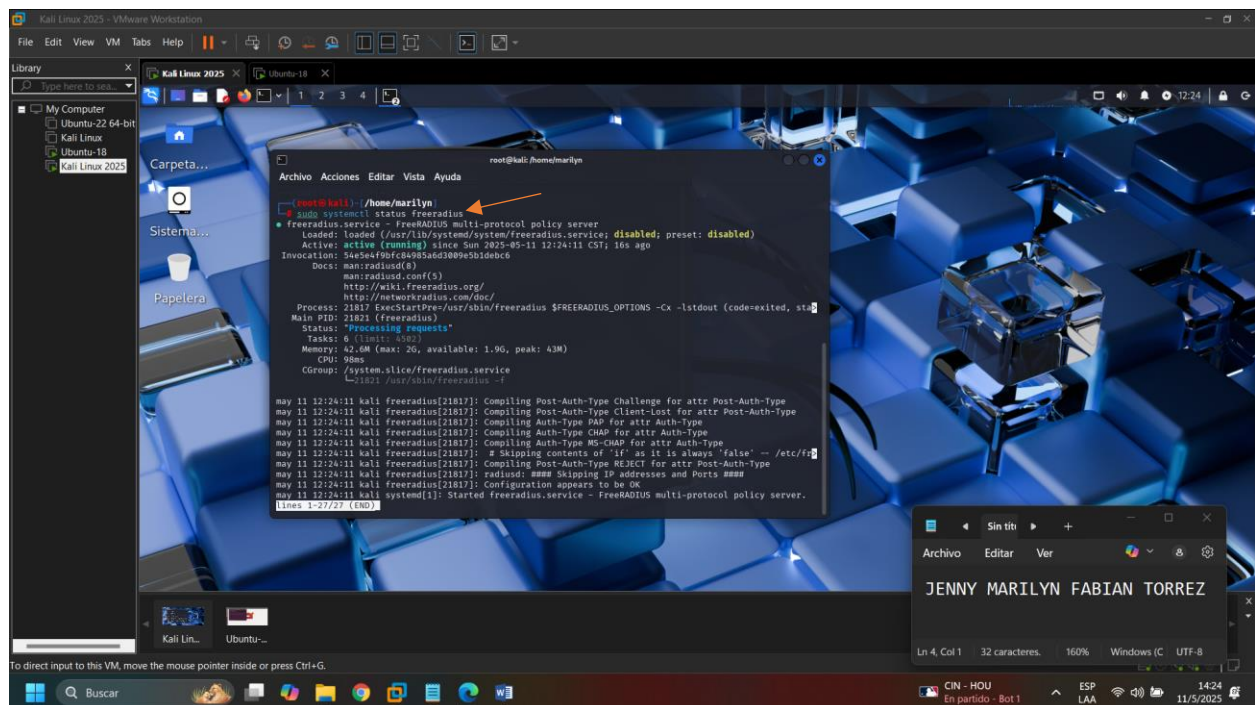 Kali Linux 2025 - VMware Workstation
File Edit View VM Tabs Help
Library X
Type here to sea...
Kali Linux 2025 X Ubuntu-18 X
My Computer
Ubuntu-22 64-bit
Kali Linux
Ubuntu-18
Kali Linux 2025
1 2 3 4
12:24
Carpeta...
Sistema...
Papelera
root@kali: /home/marilyn
Archivo Acciones Editar Vista Ayuda
(root㉿kali)-[/home/marilyn]
# sudo systemctl status freeradius
● freeradius.service - FreeRADIUS multi-protocol policy server
Loaded: loaded (/usr/lib/systemd/system/freeradius.service; disabled; preset: disabled)
Active: active (running) since Sun 2025-05-11 12:24:11 CST; 16s ago
Invocation: 54e5e4f9bfc84985a6d3009e5b1debc6
Docs: man:radiusd(8)
man:radiusd.conf(5)
http://wiki.freeradius.org/
http://networkradius.com/doc/
Process: 21817 ExecStartPre=/usr/sbin/freeradius $FREERADIUS_OPTIONS -Cx -lstdout (code=exited, sta>
Main PID: 21821 (freeradius)
Status: "Processing requests"
Tasks: 6 (limit: 4502)
Memory: 42.6M (max: 2G, available: 1.9G, peak: 43M)
CPU: 98ms
CGroup: /system.slice/freeradius.service
└─21821 /usr/sbin/freeradius -f
may 11 12:24:11 kali freeradius[21817]: Compiling Post-Auth-Type Challenge for attr Post-Auth-Type
may 11 12:24:11 kali freeradius[21817]: Compiling Post-Auth-Type Client-Lost for attr Post-Auth-Type
may 11 12:24:11 kali freeradius[21817]: Compiling Auth-Type PAP for attr Auth-Type
may 11 12:24:11 kali freeradius[21817]: Compiling Auth-Type CHAP for attr Auth-Type
may 11 12:24:11 kali freeradius[21817]: Compiling Auth-Type MS-CHAP for attr Auth-Type
may 11 12:24:11 kali freeradius[21817]: # Skipping contents of 'if' as it is always 'false' -- /etc/fr>
may 11 12:24:11 kali freeradius[21817]: Compiling Post-Auth-Type REJECT for attr Post-Auth-Type
may 11 12:24:11 kali freeradius[21817]: radiusd: #### Skipping IP addresses and Ports ####
may 11 12:24:11 kali freeradius[21817]: Configuration appears to be OK
may 11 12:24:11 kali systemd[1]: Started freeradius.service - FreeRADIUS multi-protocol policy server.
lines 1-27/27 (END)
Sin títu
Archivo Editar Ver
JENNY MARILYN FABIAN TORREZ
Ln 4, Col 1 32 caracteres. 160% Windows (C UTF-8
Kali Lin... Ubuntu-...
To direct input to this VM, move the mouse pointer inside or press Ctrl+G.
Buscar
CIN - HOU
En partido - Bot 1
ESP
LAA
14:24
11/5/2025